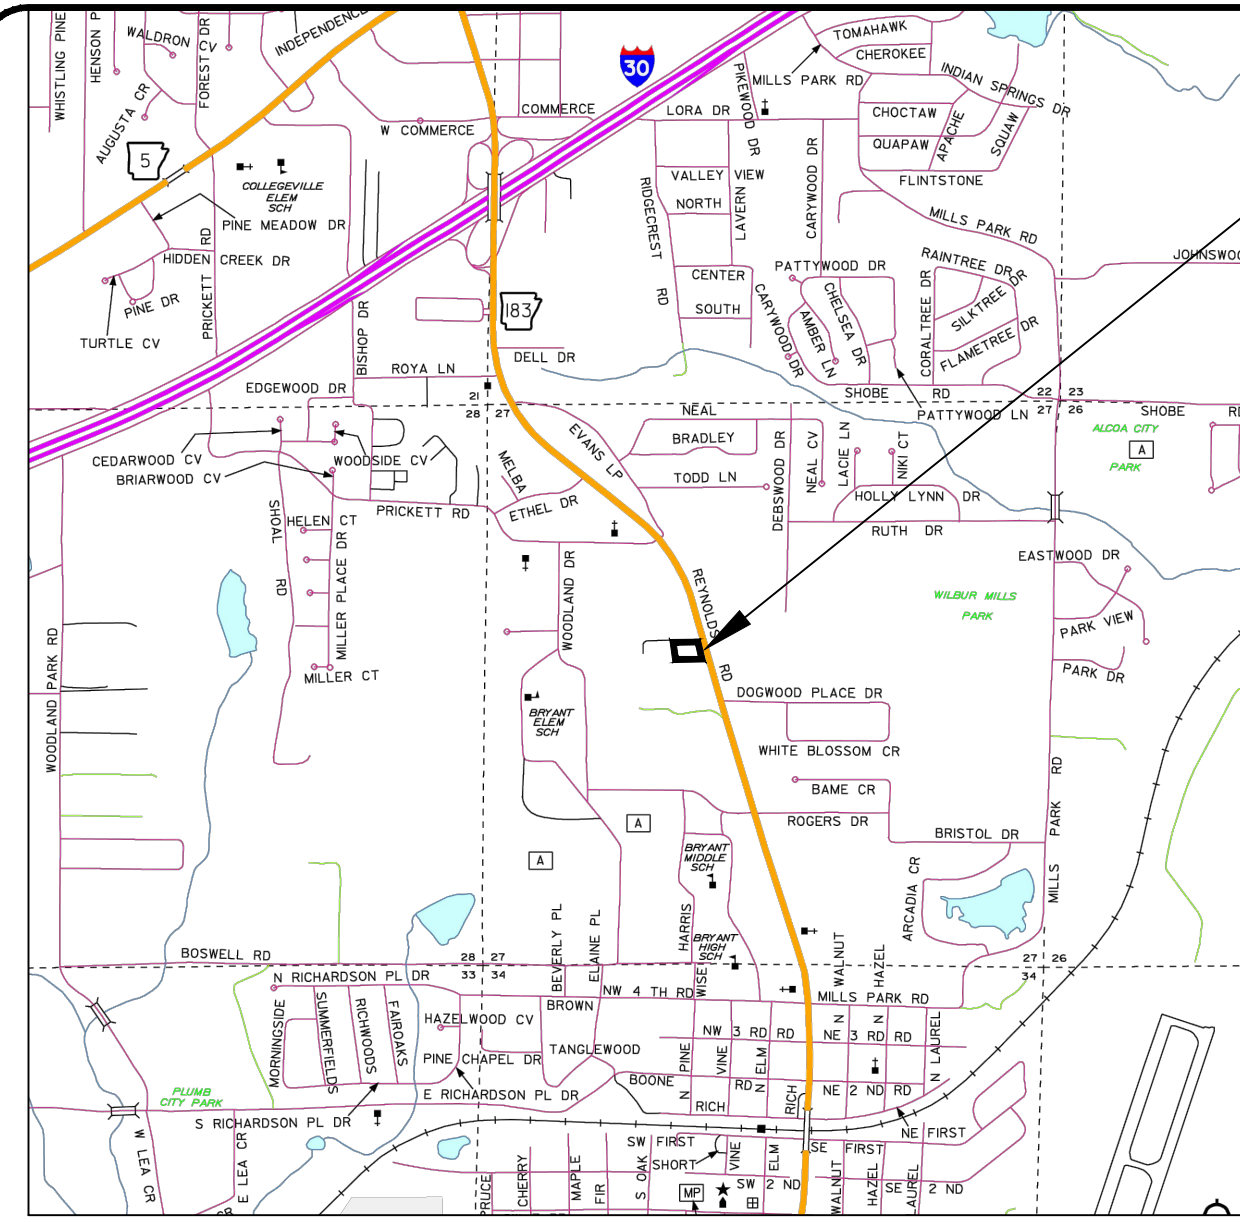 WHISTLING PINE
HENSON P
WALDRON CV
FOREST DR
INDEPENDENCE
AUGUSTA CR
5
COLLEGEVILLE
ELEM
SCH
PINE MEADOW DR
HIDDEN CREEK DR
PRICKETT RD
PINE DR
TURTLE CV
W COMMERCE
COMMERCE
30
183
TOMAHAWK
CHEROKEE
MILLS PARK RD
INDIAN SPRINGS DR
PIKEWOOD DR
LORA DR
CHOCTAW
APACHE
SQUAW
QUAPAW
FLINTSTONE
VALLEY VIEW
NORTH
LAVERN
CARYWOOD DR
RIDGECREST RD
MILLS PARK RD
JOHNSWOO
CENTER
SOUTH
PATTYWOOD DR
RAINTREE DR
SILKTREE DR
CORALTREE DR
FLAMETREE DR
CARYWOOD DR
AMBER LN
CHELSEA DR
SHOBE RD
PATTYWOOD LN
22 23
27 26
SHOBE RD
ALCOA CITY
PARK
A
BISHOP DR
DELL DR
ROYA LN
EDGEWOOD DR
21
28 27
CEDARWOOD CV
WOODSIDE CV
BRIARWOOD CV
PRICKETT RD
MELBA
ETHEL DR
EVANS LP
NEAL
BRADLEY
TODD LN
DEBSWOOD DR
NEAL CV
LACIE LN
NIKI CT
HOLLY LYNN DR
RUTH DR
EASTWOOD DR
WILBUR MILLS
PARK
PARK VIEW
PARK DR
SHOAL RD
HELEN CT
MILLER PLACE DR
MILLER CT
WOODLAND PARK RD
WOODLAND DR
REYNOLDS RD
BRYANT
ELEM
SCH
DOGWOOD PLACE DR
WHITE BLOSSOM CR
BAME CR
ROGERS DR
BRISTOL DR
MILLS PARK RD
A
A
BRYANT
MIDDLE
SCH
HARRIS
BRYANT
HIGH
SCH
ARCADIA CR
BOSWELL RD
28 27
33 34
27 26
34
N RICHARDSON PL DR
BEVERLY PL
ELAINE PL
NW 4 TH RD
WISE
WALNUT
HAZEL
MILLS PARK RD
MORNINGSIDE
SUMMERFIELDS
RICHWOODS
FAIROAKS
HAZELWOOD CV
BROWN
TANGLEWOOD
PINE CHAPEL DR
E RICHARDSON PL DR
S RICHARDSON PL DR
PLUMB
CITY PARK
NW 3 RD RD
NE 3 RD RD
N PINE
VINE
N ELM
N
N
N LAUREL
BOONE RD
NE 2 ND RD
RICH
RICH
NE FIRST
W LEA CR
E LEA CR
CR
SW FIRST
SE FIRST
SHORT
VINE
ELM
SW 2 ND
SE 2 ND
SPRUCE
CHERRY
MAPLE
FIR
S OAK
MP
WALNUT
HAZEL
LAUREL